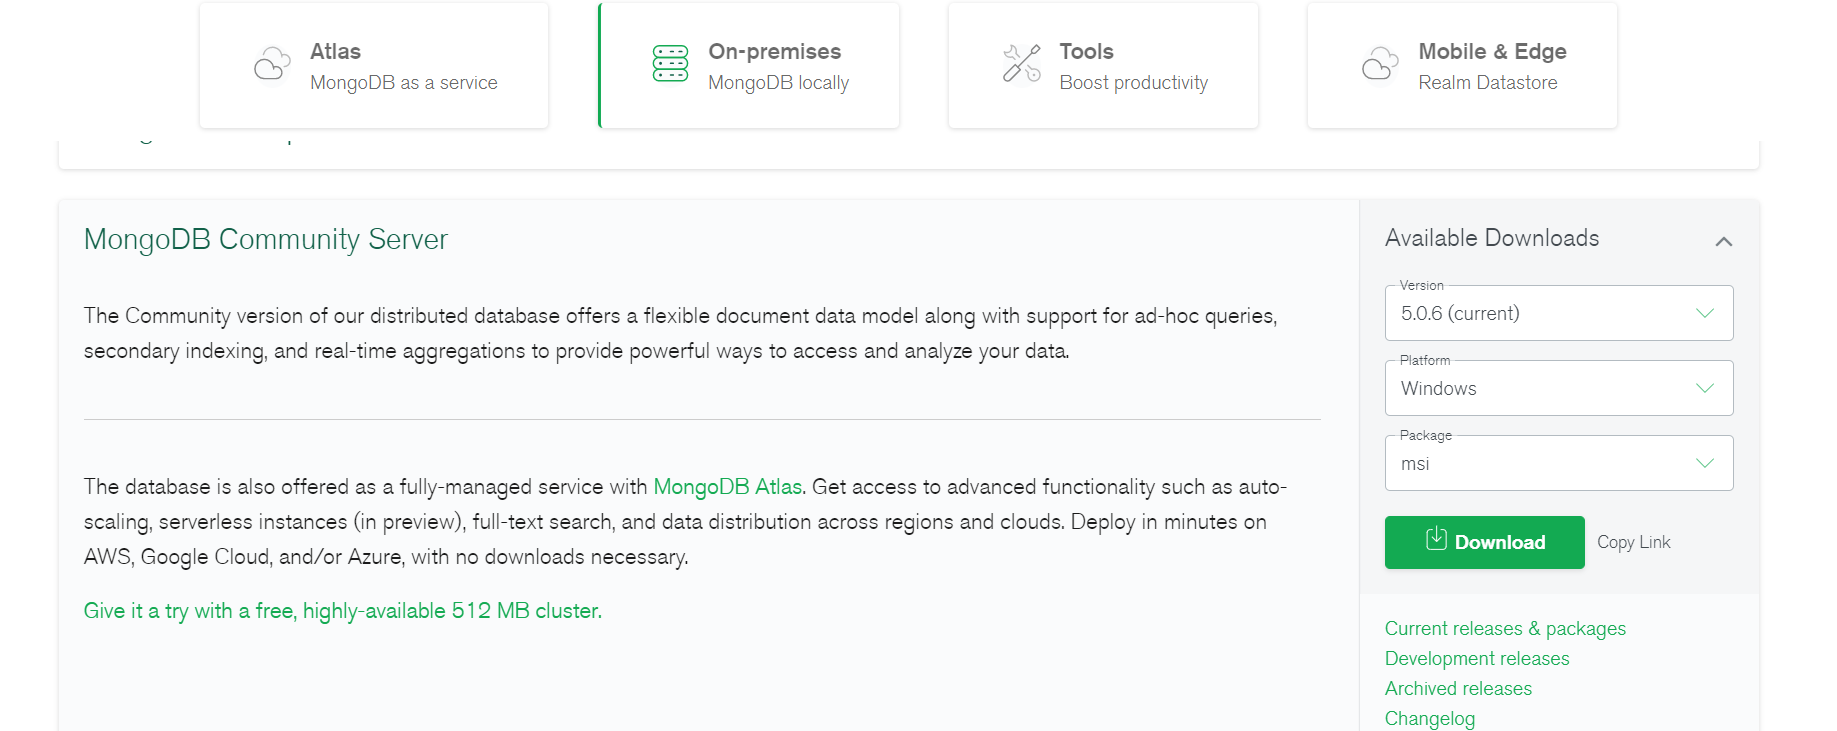 Atlas
MongoDB as a service
On-premises
MongoDB locally
Tools
Boost productivity
Mobile & Edge
Realm Datastore
MongoDB Community Server
The Community version of our distributed database offers a flexible document data model along with support for ad-hoc queries,
secondary indexing, and real-time aggregations to provide powerful ways to access and analyze your data.
The database is also offered as a fully-managed service with MongoDB Atlas. Get access to advanced functionality such as auto-
scaling, serverless instances (in preview), full-text search, and data distribution across regions and clouds. Deploy in minutes on
AWS, Google Cloud, and/or Azure, with no downloads necessary.
Give it a try with a free, highly-available 512 MB cluster.
Available Downloads
Version
5.0.6 (current)
Platform
Windows
Package
msi
Download
Copy Link
Current releases & packages
Development releases
Archived releases
Changelog